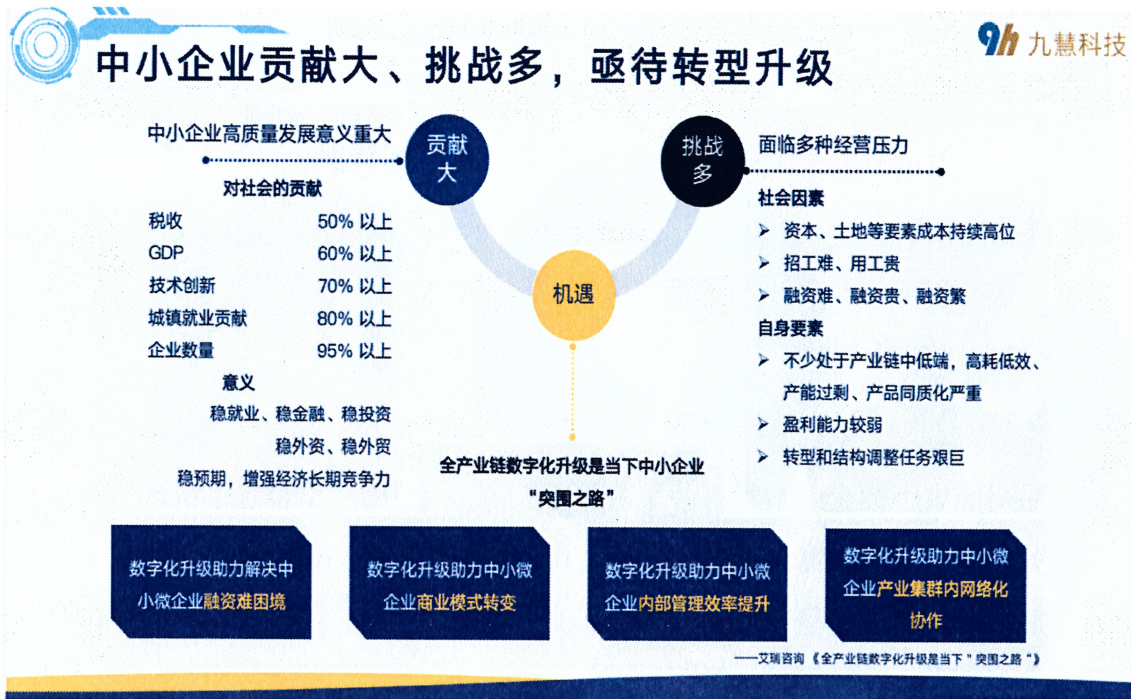 中小企业贡献大、挑战多，亟待转型升级
9h 九慧科技
中小企业高质量发展意义重大
对社会的贡献
税收 50% 以上
GDP 60% 以上
技术创新 70% 以上
城镇就业贡献 80% 以上
企业数量 95% 以上
意义
稳就业、稳金融、稳投资
稳外资、稳外贸
稳预期，增强经济长期竞争力
贡献
大
挑战
多
机遇
全产业链数字化升级是当下中小企业
“突围之路”
面临多种经营压力
社会因素
➢ 资本、土地等要素成本持续高位
➢ 招工难、用工贵
➢ 融资难、融资贵、融资繁
自身要素
➢ 不少处于产业链中低端，高耗低效、
产能过剩、产品同质化严重
➢ 盈利能力较弱
➢ 转型和结构调整任务艰巨
数字化升级助力解决中
小微企业融资难困境
数字化升级助力中小微
企业商业模式转变
数字化升级助力中小微
企业内部管理效率提升
数字化升级助力中小微
企业产业集群内网络化
协作
——艾瑞咨询《全产业链数字化升级是当下＂突围之路＂》